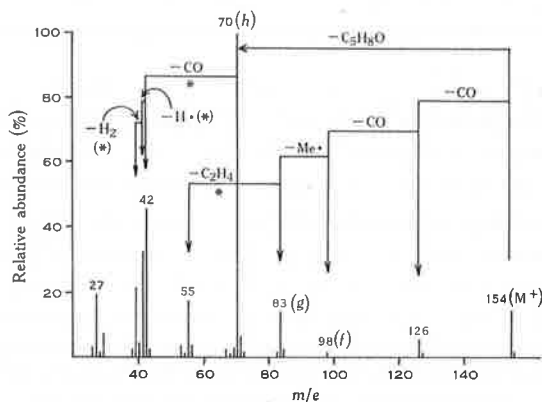 70 (h)
100
80
60
40
20
Relative abundance (%)
−C₅H₈O
−CO
*
−CO
−H₂
(*)
−H· (*)
−CO
−Me·
−C₂H₄
*
42
27
55
83 (g)
98 (f)
126
154 (M⁺)
40
60
80
100
120
140
m/e